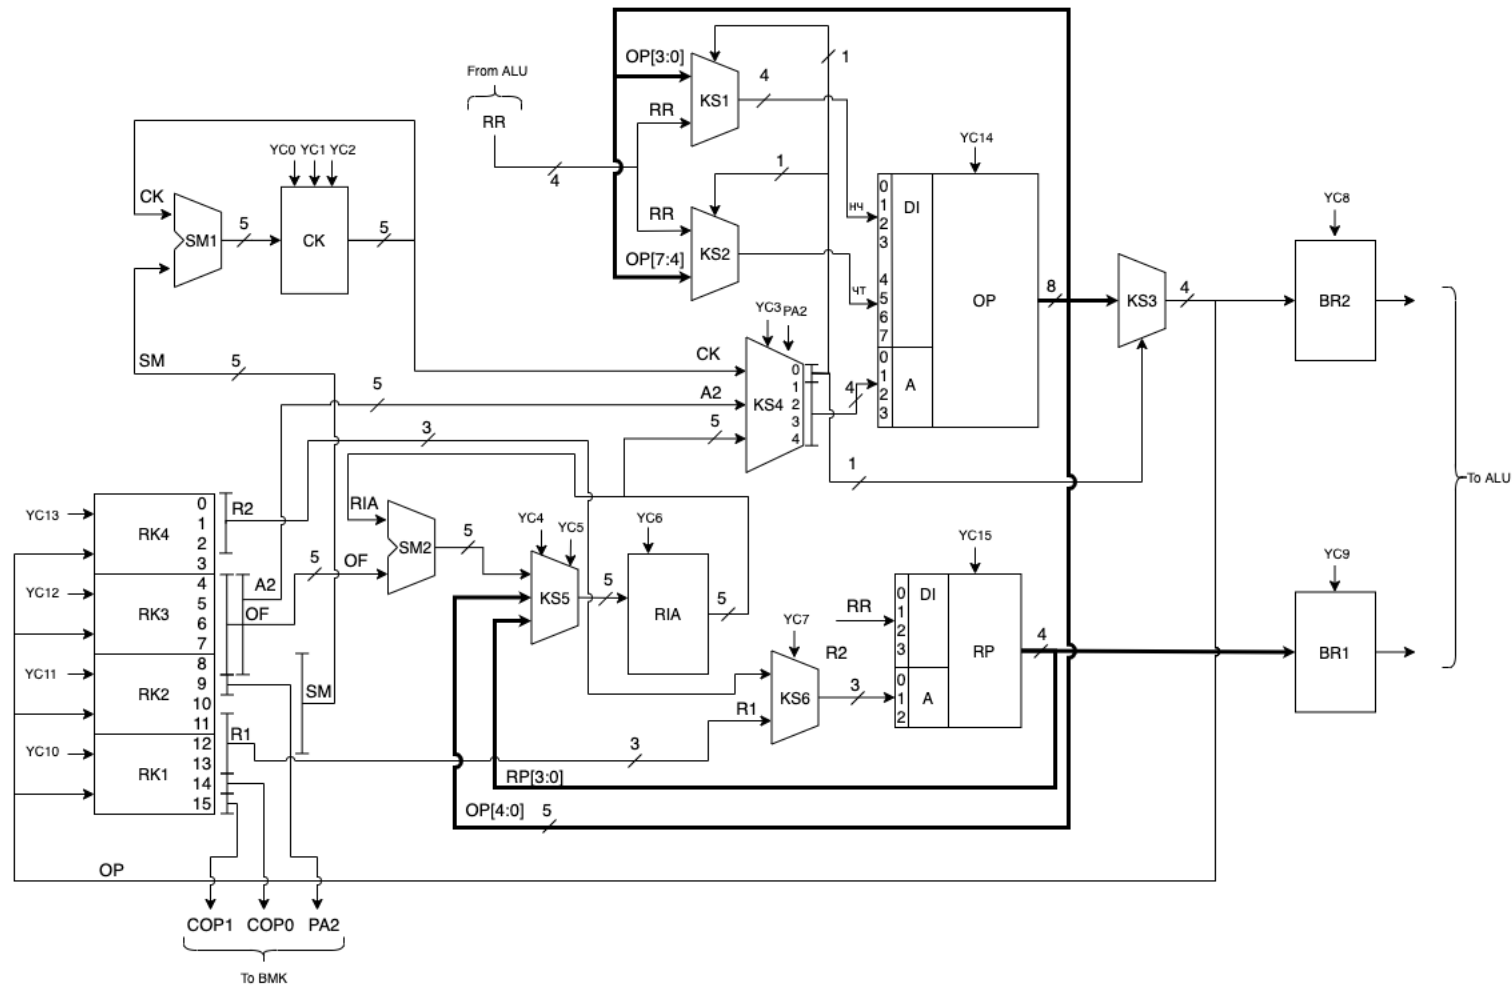 OP[3:0]
1
From ALU
KS1
4
RR
RR
YC14
YC0 YC1 YC2
4
1
RR
CK
0
1
2
3
DI
YC8
SM1
5
CK
5
нч
OP[7:4]
KS2
4
5
6
7
чт
OP
8
KS3
4
BR2
YC3 PA2
SM
5
CK
0
1
2
3
4
KS4
0
1
2
3
A
4
5
A2
3
5
1
To ALU
YC13
RK4
0
1
2
3
R2
RIA
SM2
5
YC4
YC5
YC6
YC15
YC9
5
OF
YC12
RK3
4
5
6
7
A2
OF
KS5
5
RIA
5
RR
0
1
2
3
DI
YC7
R2
RP
4
BR1
YC11
RK2
8
9
10
11
SM
KS6
3
0
1
2
A
R1
YC10
RK1
12
13
14
15
R1
3
RP[3:0]
OP[4:0]
5
OP
COP1
COP0
PA2
To BMK